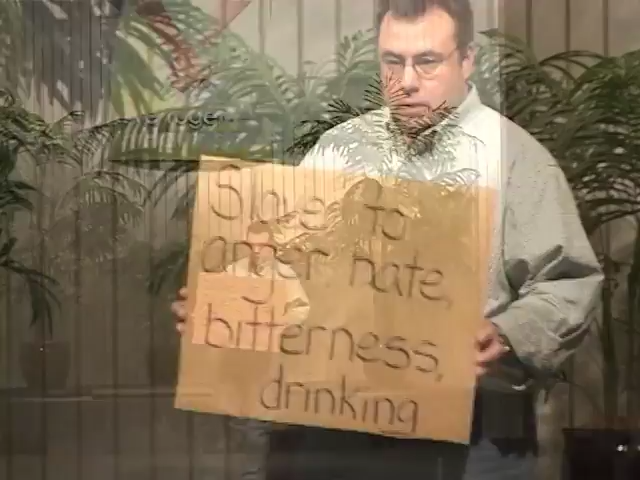 Slave to
anger hate,
bitterness,
drinking